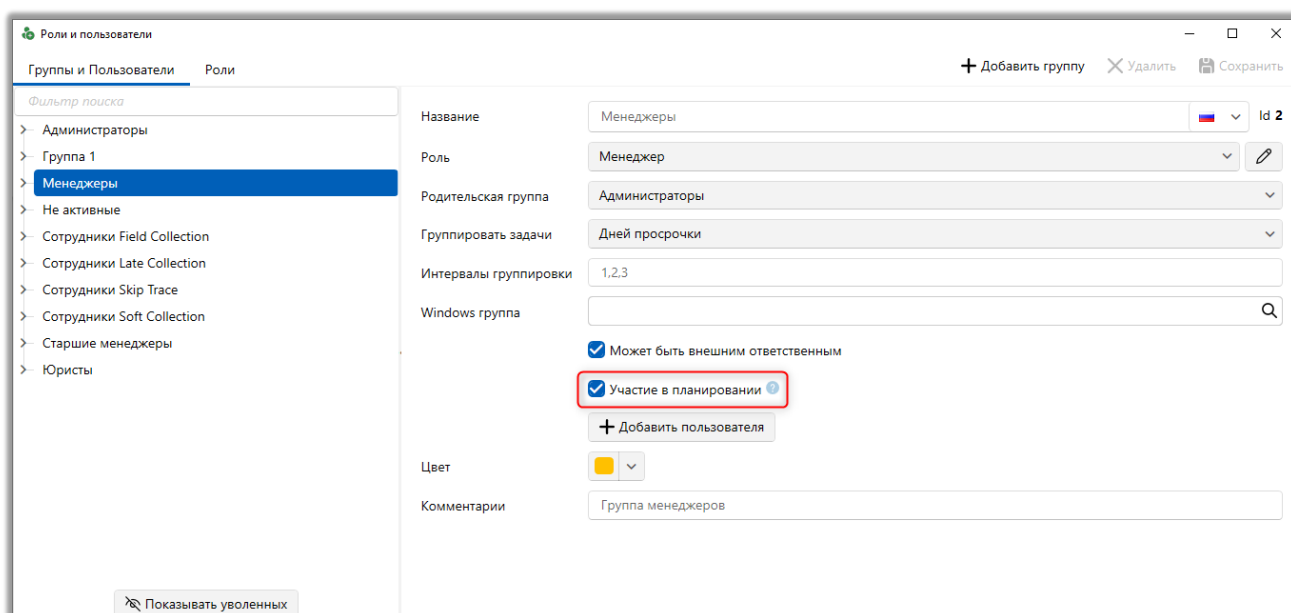 Роли и пользователи
Группы и Пользователи Роли
Добавить группу Удалить Сохранить
Фильтр поиска
Администраторы
Группа 1
Менеджеры
Не активные
Сотрудники Field Collection
Сотрудники Late Collection
Сотрудники Skip Trace
Сотрудники Soft Collection
Старшие менеджеры
Юристы
Показывать уволенных
Название Менеджеры Id 2
Роль Менеджер
Родительская группа Администраторы
Группировать задачи Дней просрочки
Интервалы группировки 1,2,3
Windows группа
Может быть внешним ответственным
Участие в планировании ?
Добавить пользователя
Цвет
Комментарии Группа менеджеров